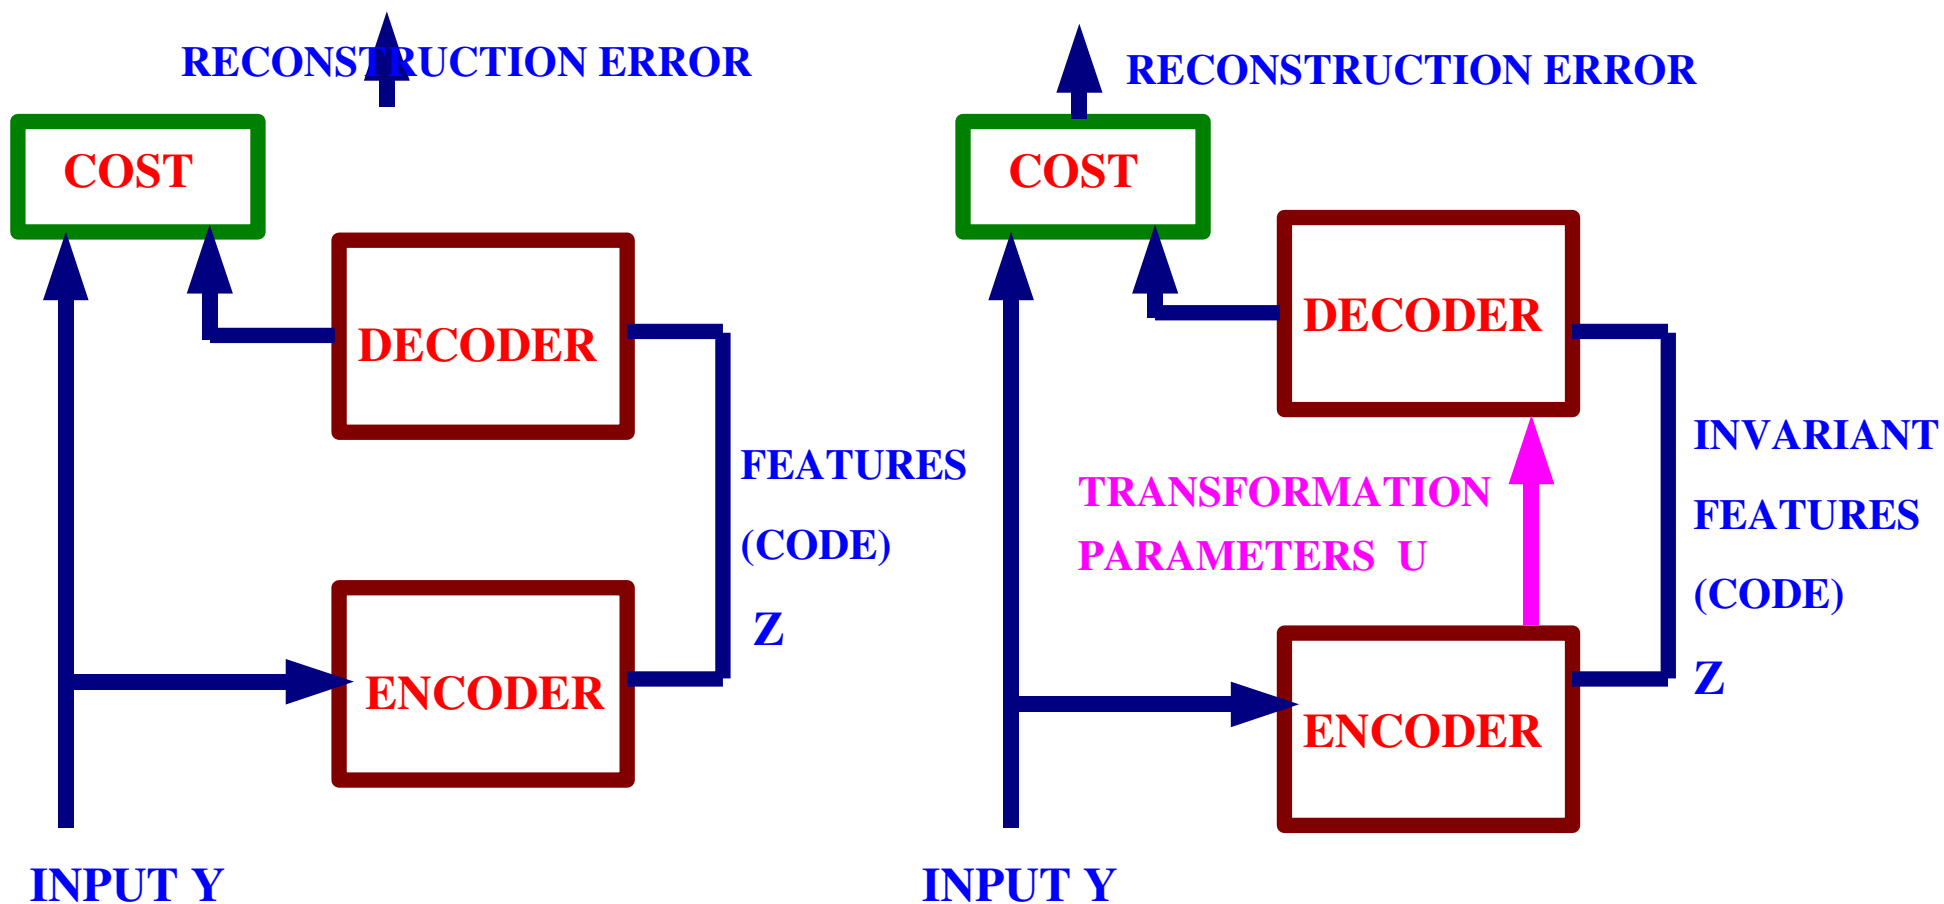 RECONSTRUCTION ERROR
COST
DECODER
FEATURES
(CODE)
Z
ENCODER
INPUT Y
RECONSTRUCTION ERROR
COST
DECODER
INVARIANT
FEATURES
(CODE)
Z
TRANSFORMATION
PARAMETERS U
ENCODER
INPUT Y